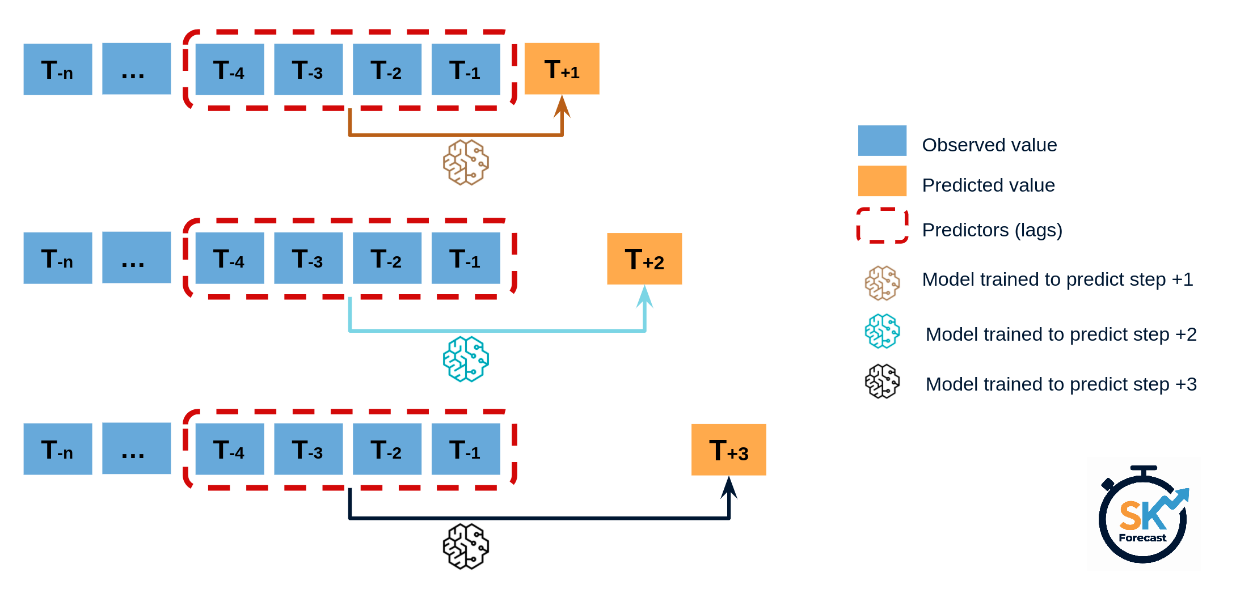 T-n ... T-4 T-3 T-2 T-1 T+1
Observed value
Predicted value
Predictors (lags)
T-n ... T-4 T-3 T-2 T-1 T+2
Model trained to predict step +1
Model trained to predict step +2
Model trained to predict step +3
T-n ... T-4 T-3 T-2 T-1 T+3
SK
Forecast